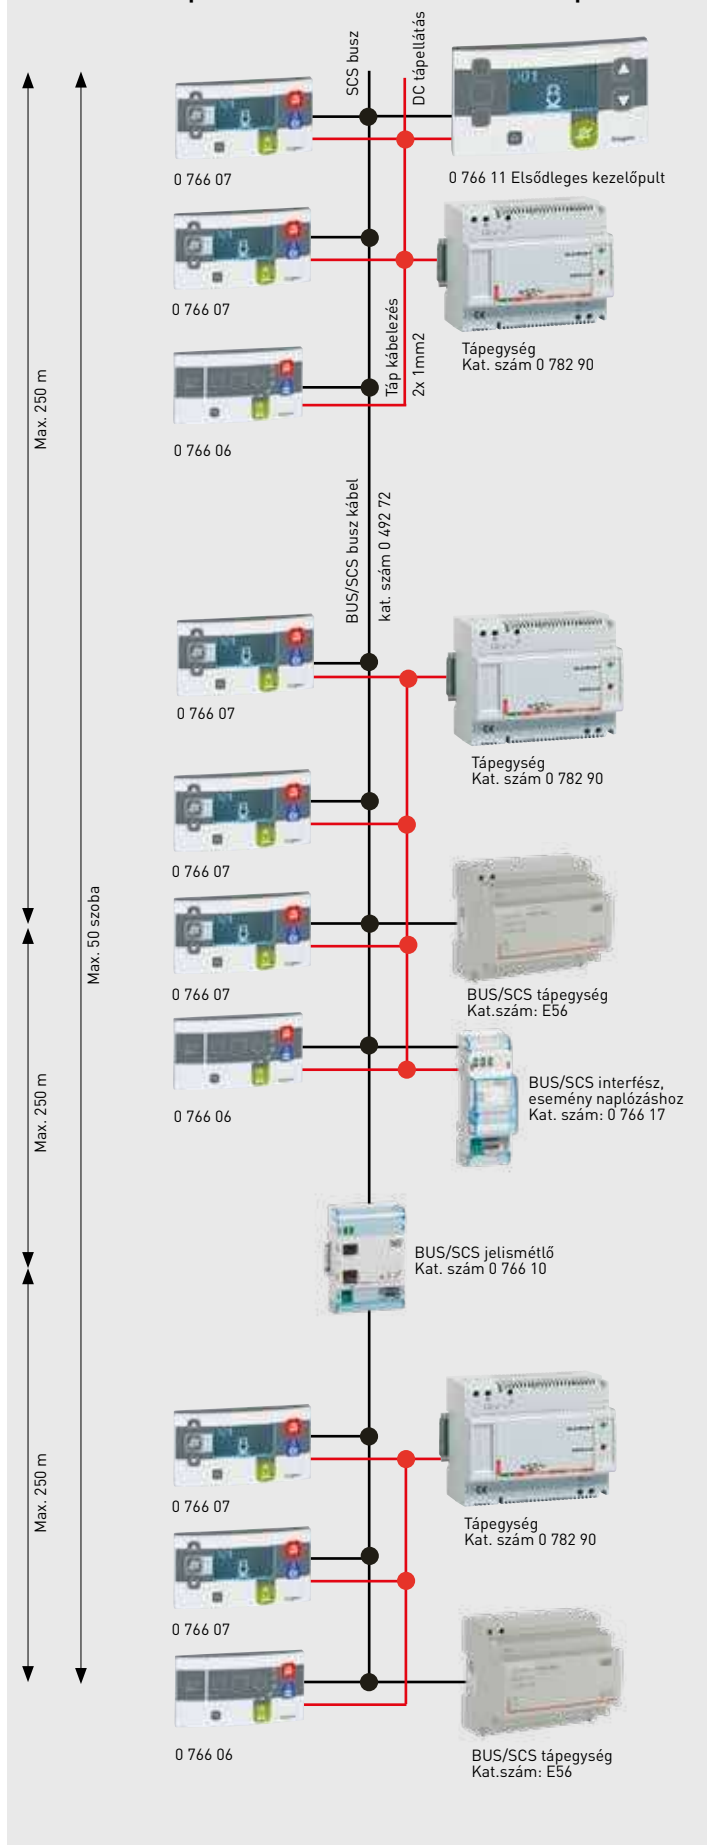 SCS busz
DC tápellátás
0 766 07
0 766 11 Elsődleges kezelőpult
0 766 07
Táp kábelezés
2x 1mm2
Tápegység
Kat. szám 0 782 90
Max. 250 m
0 766 06
BUS/SCS busz kábel
kat. szám 0 492 72
0 766 07
Tápegység
Kat. szám 0 782 90
0 766 07
Max. 50 szoba
0 766 07
BUS/SCS tápegység
Kat.szám: E56
Max. 250 m
0 766 06
BUS/SCS interfész,
esemény naplózáshoz
Kat. szám: 0 766 17
BUS/SCS jelismétlő
Kat. szám 0 766 10
Max. 250 m
0 766 07
Tápegység
Kat. szám 0 782 90
0 766 07
0 766 06
BUS/SCS tápegység
Kat.szám: E56